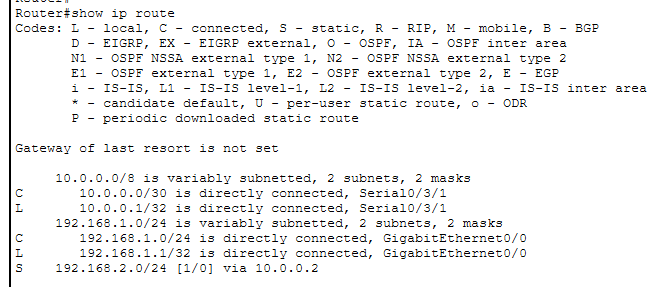 Router#show ip route
Codes: L - local, C - connected, S - static, R - RIP, M - mobile, B - BGP
       D - EIGRP, EX - EIGRP external, O - OSPF, IA - OSPF inter area
       N1 - OSPF NSSA external type 1, N2 - OSPF NSSA external type 2
       E1 - OSPF external type 1, E2 - OSPF external type 2, E - EGP
       i - IS-IS, L1 - IS-IS level-1, L2 - IS-IS level-2, ia - IS-IS inter area
       * - candidate default, U - per-user static route, o - ODR
       P - periodic downloaded static route
Gateway of last resort is not set
     10.0.0.0/8 is variably subnetted, 2 subnets, 2 masks
C       10.0.0.0/30 is directly connected, Serial0/3/1
L       10.0.0.1/32 is directly connected, Serial0/3/1
     192.168.1.0/24 is variably subnetted, 2 subnets, 2 masks
C       192.168.1.0/24 is directly connected, GigabitEthernet0/0
L       192.168.1.1/32 is directly connected, GigabitEthernet0/0
S    192.168.2.0/24 [1/0] via 10.0.0.2